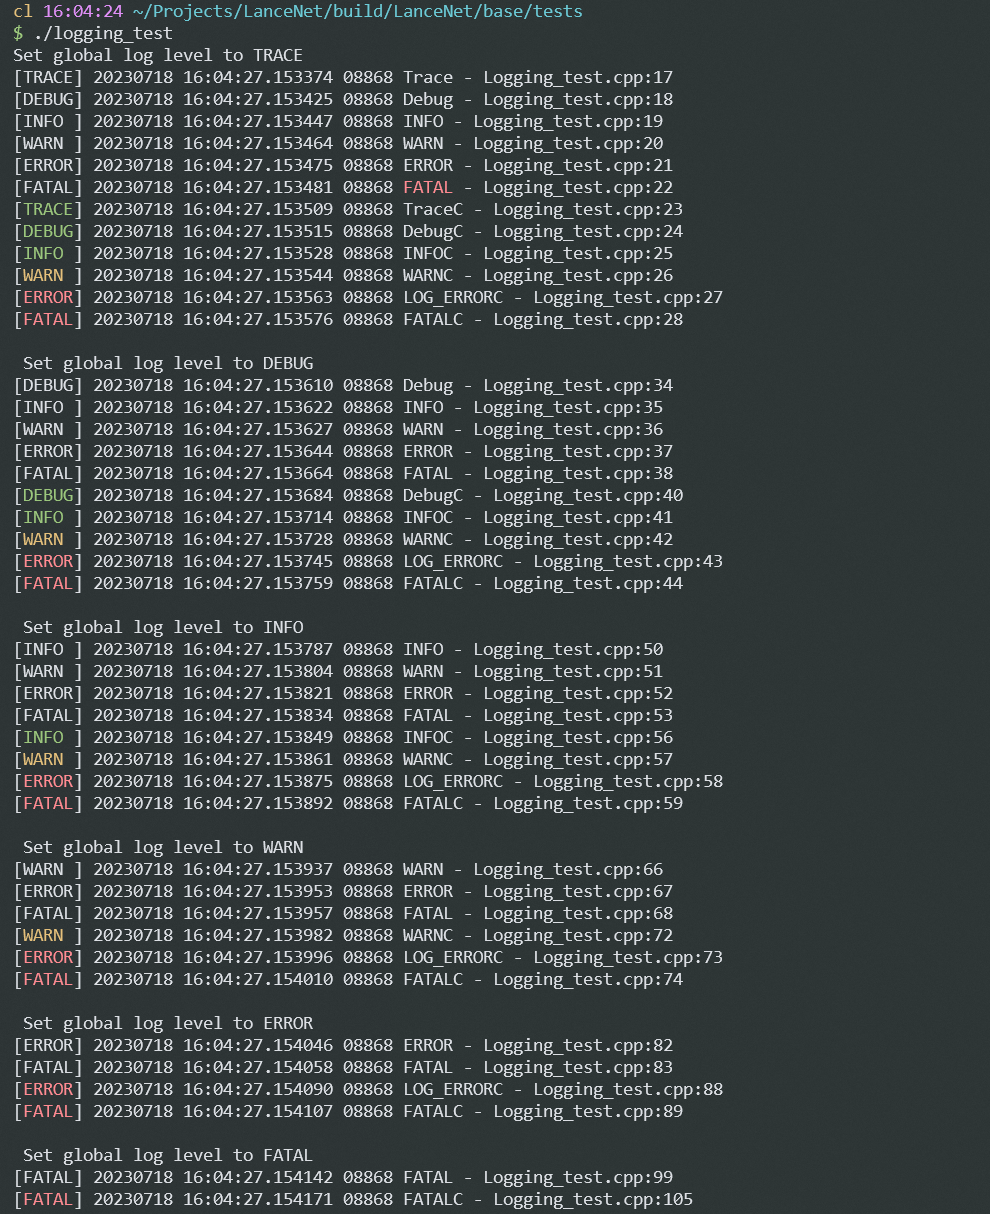 cl 16:04:24 ~/Projects/LanceNet/build/LanceNet/base/tests
$ ./logging_test
Set global log level to TRACE
[TRACE] 20230718 16:04:27.153374 08868 Trace - Logging_test.cpp:17
[DEBUG] 20230718 16:04:27.153425 08868 Debug - Logging_test.cpp:18
[INFO ] 20230718 16:04:27.153447 08868 INFO - Logging_test.cpp:19
[WARN ] 20230718 16:04:27.153464 08868 WARN - Logging_test.cpp:20
[ERROR] 20230718 16:04:27.153475 08868 ERROR - Logging_test.cpp:21
[FATAL] 20230718 16:04:27.153481 08868 FATAL - Logging_test.cpp:22
[TRACE] 20230718 16:04:27.153509 08868 TraceC - Logging_test.cpp:23
[DEBUG] 20230718 16:04:27.153515 08868 DebugC - Logging_test.cpp:24
[INFO ] 20230718 16:04:27.153528 08868 INFOC - Logging_test.cpp:25
[WARN ] 20230718 16:04:27.153544 08868 WARNC - Logging_test.cpp:26
[ERROR] 20230718 16:04:27.153563 08868 LOG_ERRORC - Logging_test.cpp:27
[FATAL] 20230718 16:04:27.153576 08868 FATALC - Logging_test.cpp:28

 Set global log level to DEBUG
[DEBUG] 20230718 16:04:27.153610 08868 Debug - Logging_test.cpp:34
[INFO ] 20230718 16:04:27.153622 08868 INFO - Logging_test.cpp:35
[WARN ] 20230718 16:04:27.153627 08868 WARN - Logging_test.cpp:36
[ERROR] 20230718 16:04:27.153644 08868 ERROR - Logging_test.cpp:37
[FATAL] 20230718 16:04:27.153664 08868 FATAL - Logging_test.cpp:38
[DEBUG] 20230718 16:04:27.153684 08868 DebugC - Logging_test.cpp:40
[INFO ] 20230718 16:04:27.153714 08868 INFOC - Logging_test.cpp:41
[WARN ] 20230718 16:04:27.153728 08868 WARNC - Logging_test.cpp:42
[ERROR] 20230718 16:04:27.153745 08868 LOG_ERRORC - Logging_test.cpp:43
[FATAL] 20230718 16:04:27.153759 08868 FATALC - Logging_test.cpp:44

 Set global log level to INFO
[INFO ] 20230718 16:04:27.153787 08868 INFO - Logging_test.cpp:50
[WARN ] 20230718 16:04:27.153804 08868 WARN - Logging_test.cpp:51
[ERROR] 20230718 16:04:27.153821 08868 ERROR - Logging_test.cpp:52
[FATAL] 20230718 16:04:27.153834 08868 FATAL - Logging_test.cpp:53
[INFO ] 20230718 16:04:27.153849 08868 INFOC - Logging_test.cpp:56
[WARN ] 20230718 16:04:27.153861 08868 WARNC - Logging_test.cpp:57
[ERROR] 20230718 16:04:27.153875 08868 LOG_ERRORC - Logging_test.cpp:58
[FATAL] 20230718 16:04:27.153892 08868 FATALC - Logging_test.cpp:59

 Set global log level to WARN
[WARN ] 20230718 16:04:27.153937 08868 WARN - Logging_test.cpp:66
[ERROR] 20230718 16:04:27.153953 08868 ERROR - Logging_test.cpp:67
[FATAL] 20230718 16:04:27.153957 08868 FATAL - Logging_test.cpp:68
[WARN ] 20230718 16:04:27.153982 08868 WARNC - Logging_test.cpp:72
[ERROR] 20230718 16:04:27.153996 08868 LOG_ERRORC - Logging_test.cpp:73
[FATAL] 20230718 16:04:27.154010 08868 FATALC - Logging_test.cpp:74

 Set global log level to ERROR
[ERROR] 20230718 16:04:27.154046 08868 ERROR - Logging_test.cpp:82
[FATAL] 20230718 16:04:27.154058 08868 FATAL - Logging_test.cpp:83
[ERROR] 20230718 16:04:27.154090 08868 LOG_ERRORC - Logging_test.cpp:88
[FATAL] 20230718 16:04:27.154107 08868 FATALC - Logging_test.cpp:89

 Set global log level to FATAL
[FATAL] 20230718 16:04:27.154142 08868 FATAL - Logging_test.cpp:99
[FATAL] 20230718 16:04:27.154171 08868 FATALC - Logging_test.cpp:105